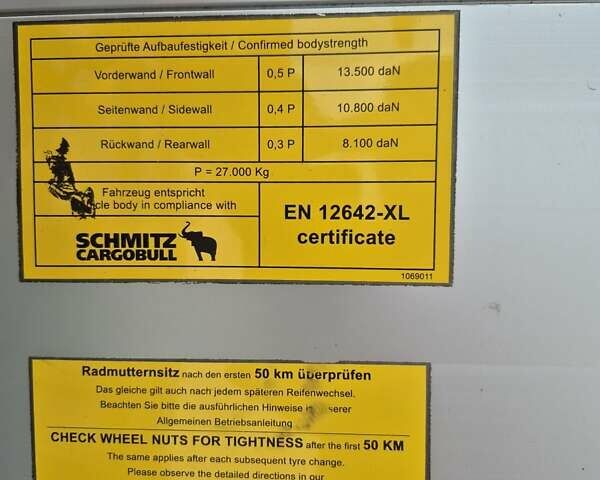 Geprüfte Aufbaufestigkeit / Confirmed bodystrength
Vorderwand / Frontwall 0,5 P 13.500 daN
Seitenwand / Sidewall 0,4 P 10.800 daN
Rückwand / Rearwall 0,3 P 8.100 daN
P = 27.000 Kg
Fahrzeug entspricht
body in compliance with
SCHMITZ
CARGOBULL
EN 12642-XL
certificate
1069011
Radmutternsitz nach den ersten 50 km überprüfen
Das gleiche gilt auch nach jedem späteren Reifenwechsel.
Beachten Sie bitte die ausführlichen Hinweise
Allgemeinen Betriebsanleitung
CHECK WHEEL NUTS FOR TIGHTNESS after the first 50 KM
The same applies after each subsequent tyre change.
Please observe the detailed directions in our